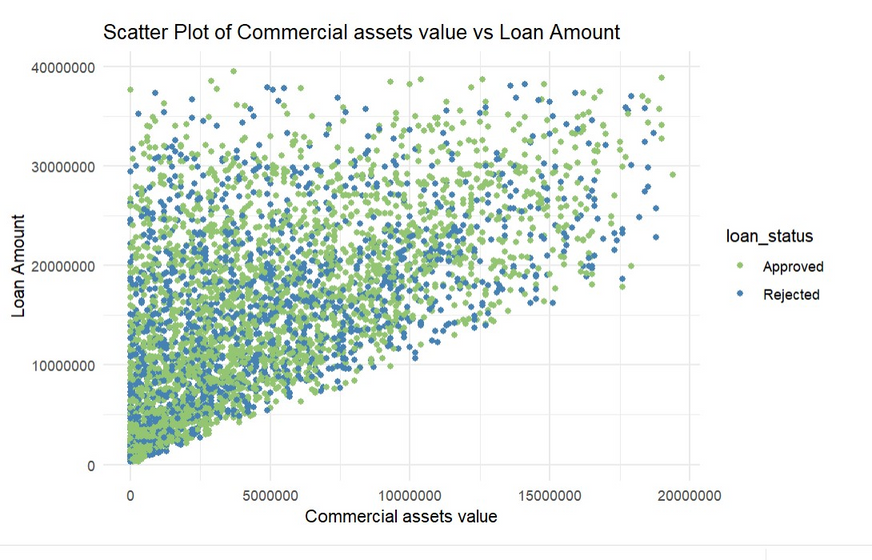 Scatter Plot of Commercial assets value vs Loan Amount
40000000
30000000
20000000
10000000
0
Loan Amount
0 5000000 10000000 15000000 20000000
Commercial assets value
loan_status
Approved
Rejected